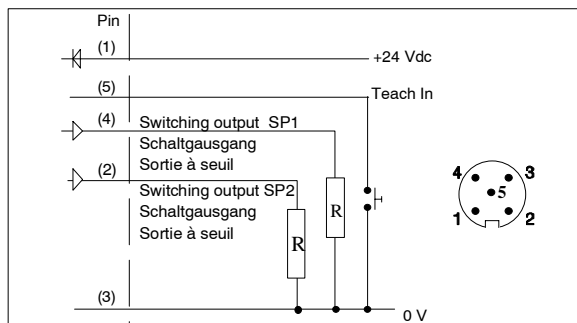 Pin
(1) +24 Vdc
(5) Teach In
(4) Switching output SP1
Schaltgausgang
Sortie à seuil
(2) Switching output SP2
Schaltgausgang
Sortie à seuil
R
R
(3) 0 V
4 3
5
1 2